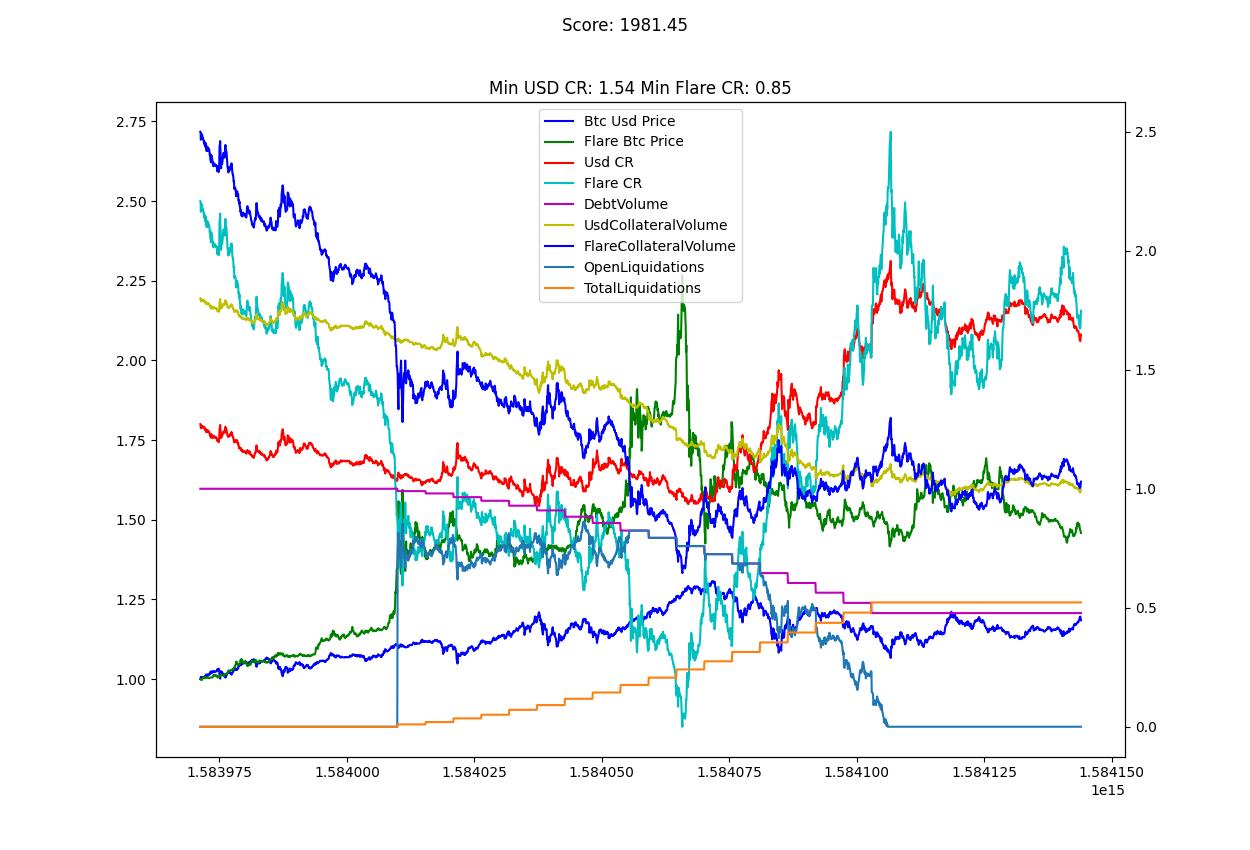 Score: 1981.45
Min USD CR: 1.54 Min Flare CR: 0.85
Btc Usd Price
Flare Btc Price
Usd CR
Flare CR
DebtVolume
UsdCollateralVolume
FlareCollateralVolume
OpenLiquidations
TotalLiquidations
2.75
2.50
2.25
2.00
1.75
1.50
1.25
1.00
2.5
2.0
1.5
1.0
0.5
0.0
1.583975 1.584000 1.584025 1.584050 1.584075 1.584100 1.584125 1.584150
1e15